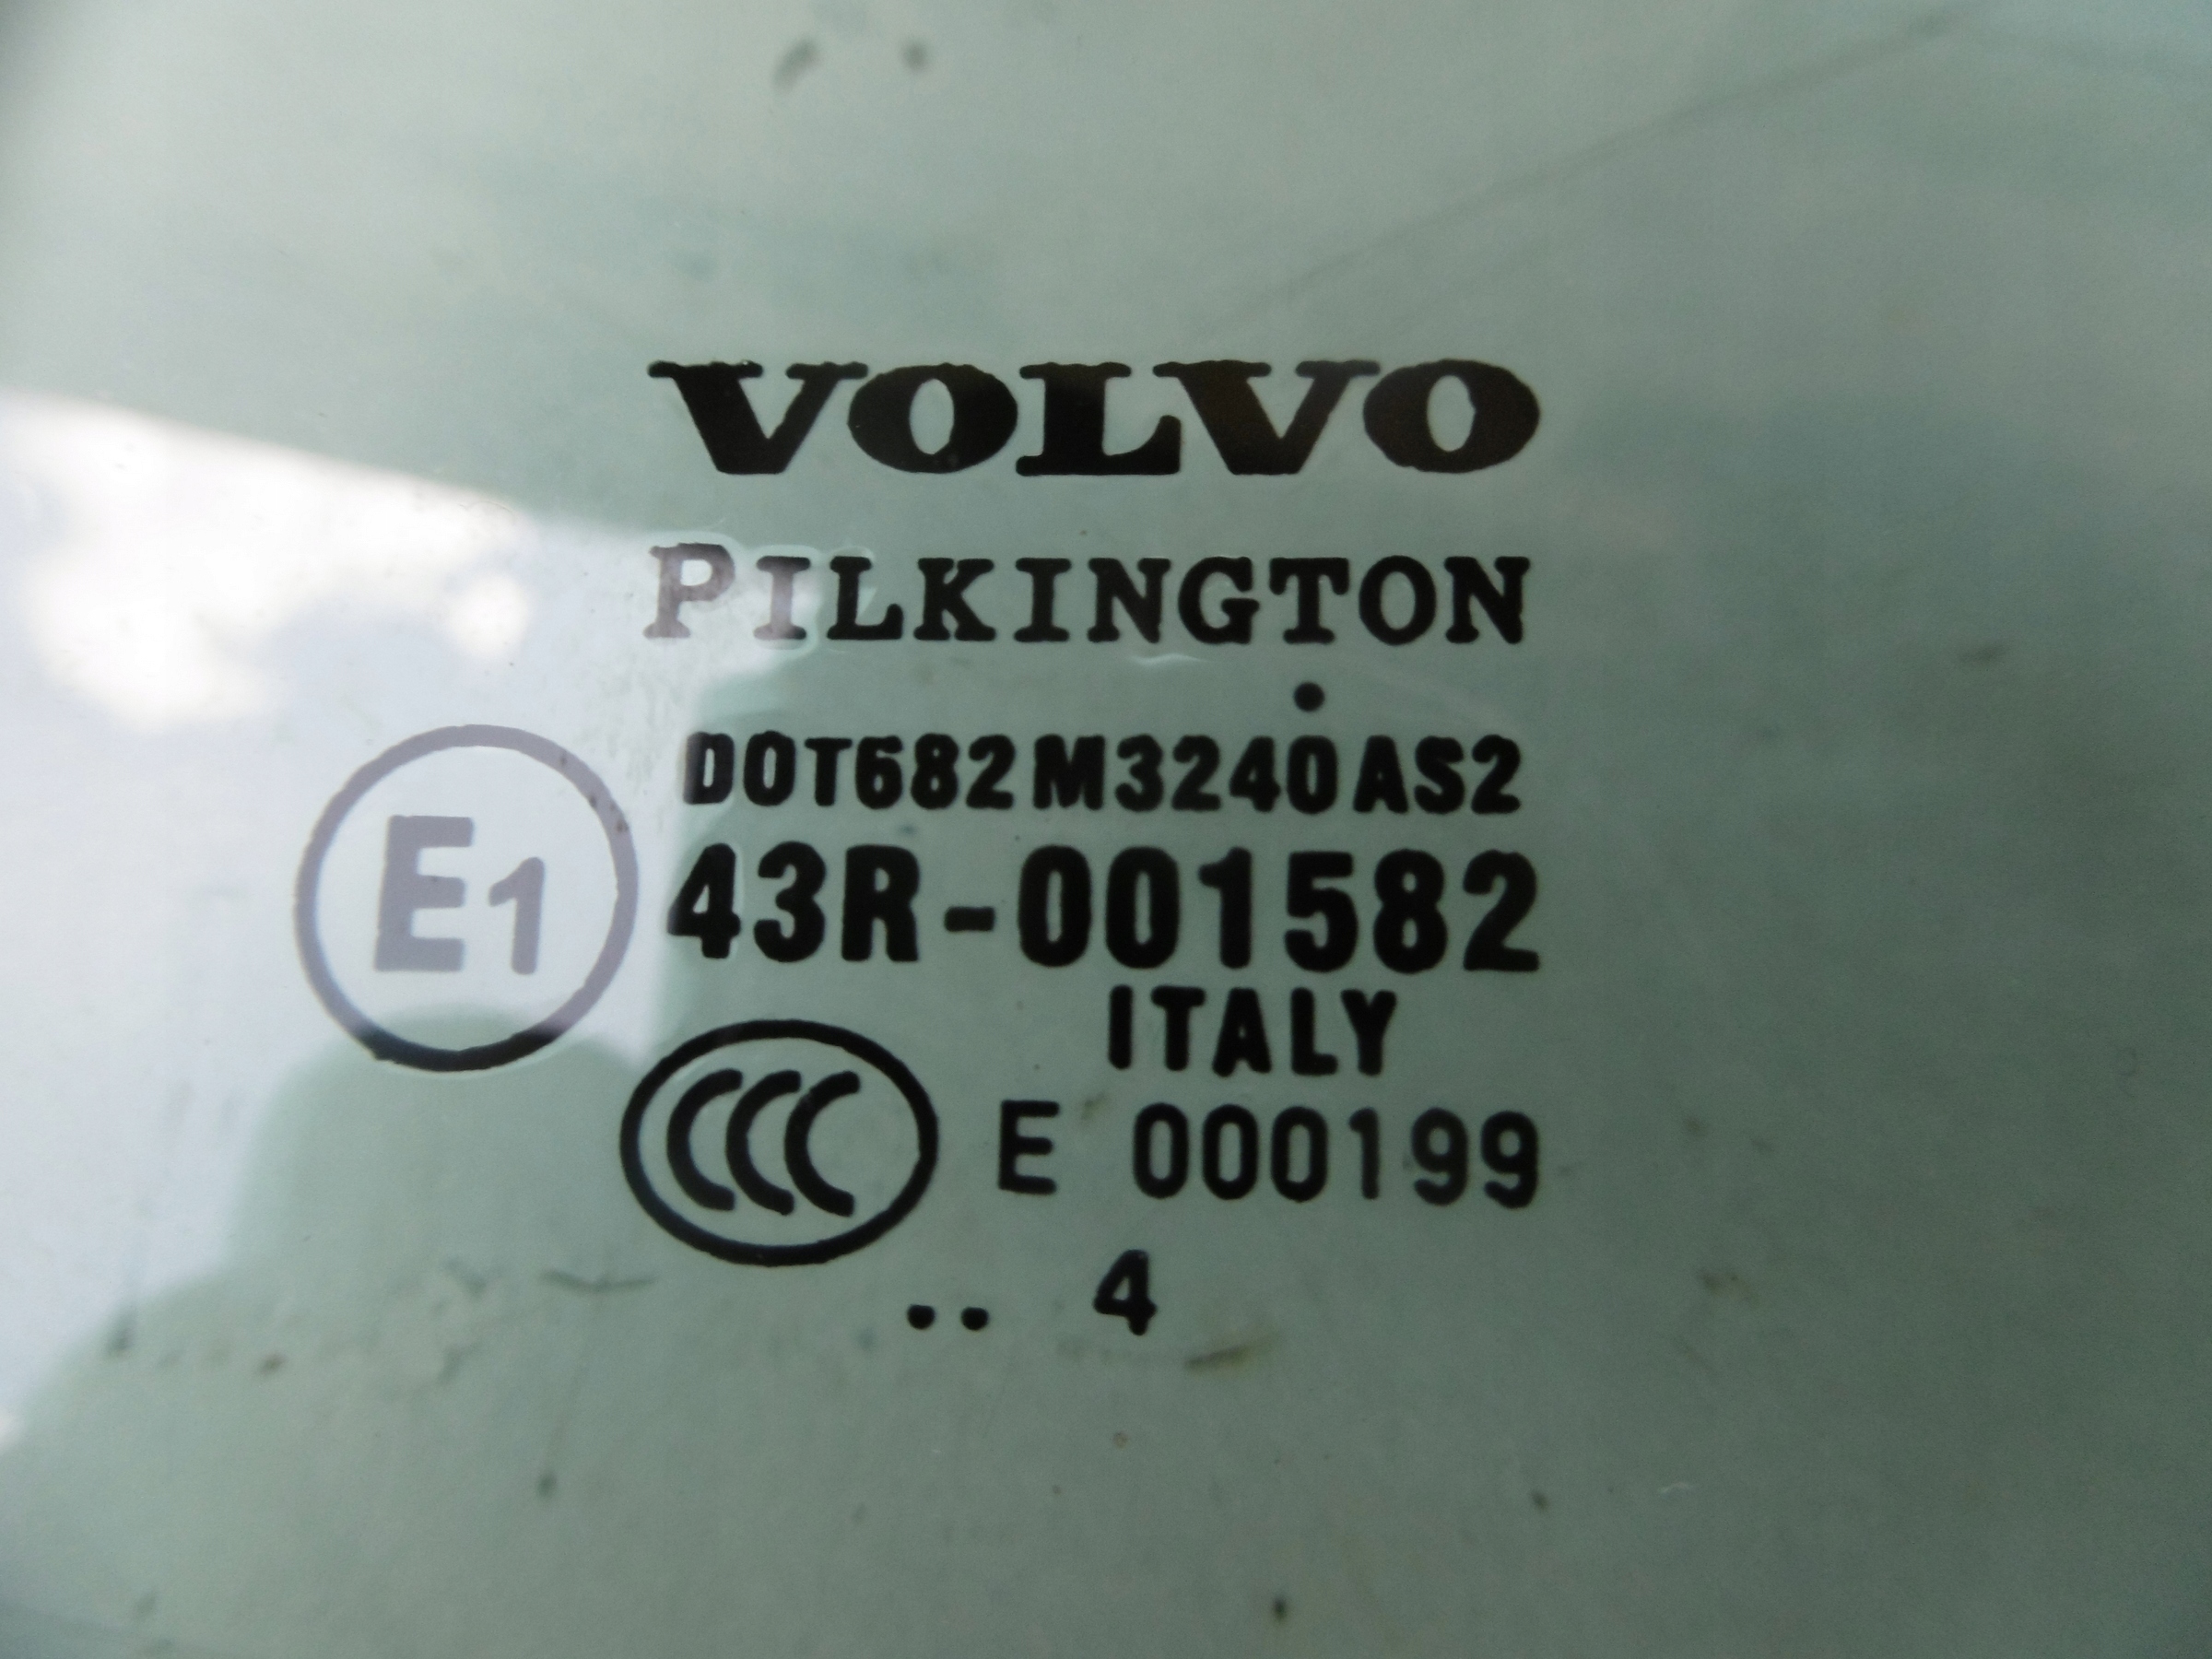 VOLVO
PILKINGTON
DOT682 M3240 AS2
E1 43R-001582
ITALY
CCC E 000199
.. 4